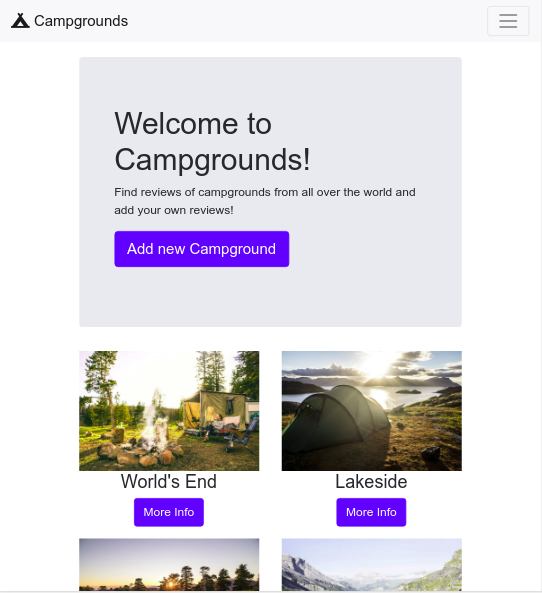 Campgrounds
Welcome to
Campgrounds!
Find reviews of campgrounds from all over the world and
add your own reviews!
Add new Campground
World's End
More Info
Lakeside
More Info